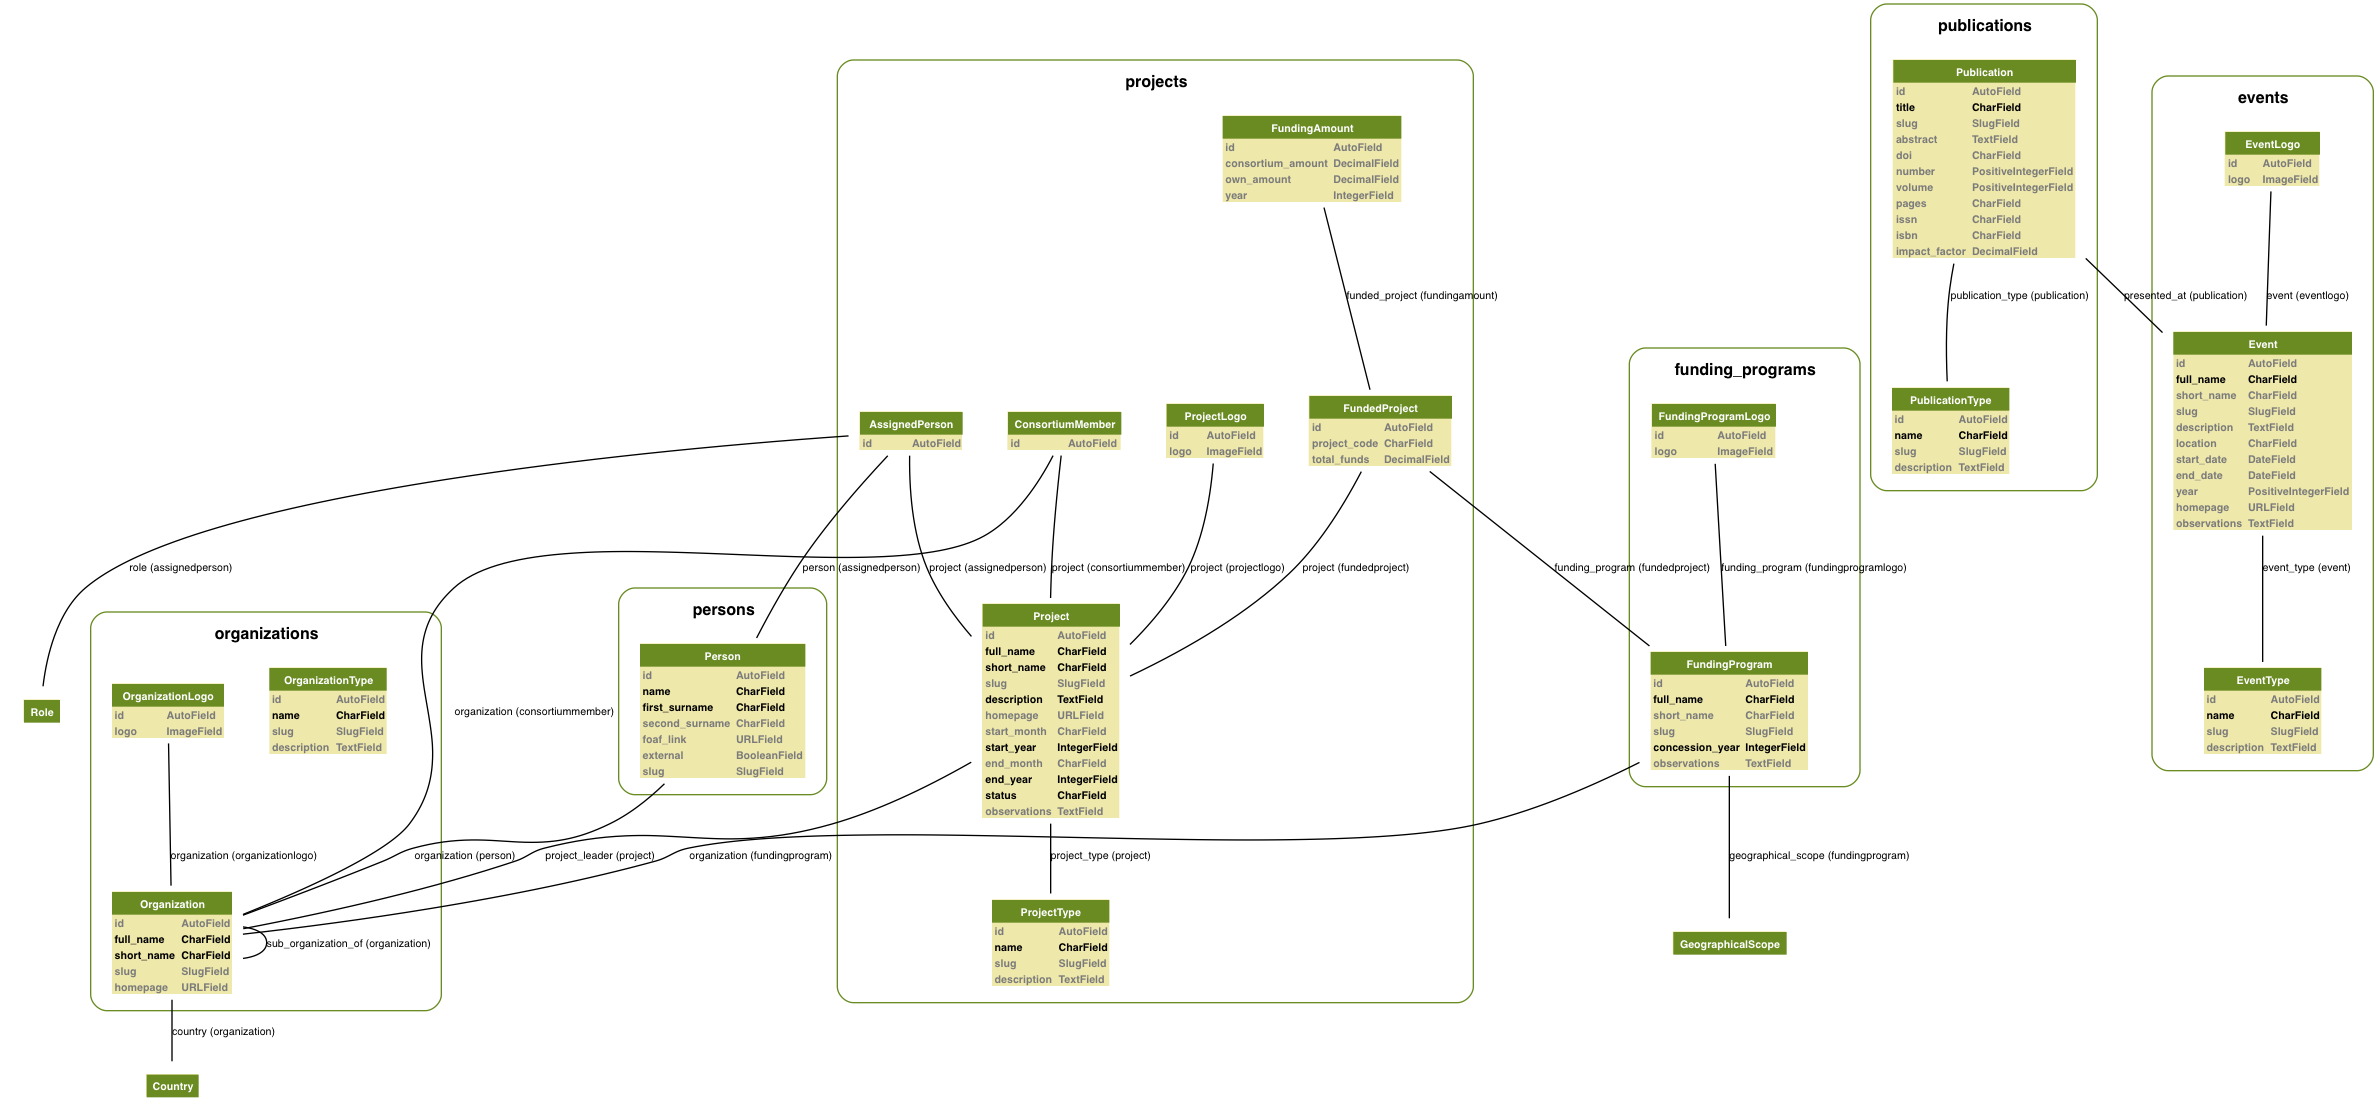 publications
Publication
id AutoField
title CharField
slug SlugField
abstract TextField
doi CharField
number PositiveIntegerField
volume PositiveIntegerField
pages CharField
issn CharField
isbn CharField
impact_factor DecimalField
publication_type (publication)
presented_at (publication)
PublicationType
id AutoField
name CharField
slug SlugField
description TextField
events
EventLogo
id AutoField
logo ImageField
event (eventlogo)
Event
id AutoField
full_name CharField
short_name CharField
slug SlugField
description TextField
location CharField
start_date DateField
end_date DateField
year PositiveIntegerField
homepage URLField
observations TextField
event_type (event)
EventType
id AutoField
name CharField
slug SlugField
description TextField
projects
FundingAmount
id AutoField
consortium_amount DecimalField
own_amount DecimalField
year IntegerField
funded_project (fundingamount)
AssignedPerson
id AutoField
ConsortiumMember
id AutoField
ProjectLogo
id AutoField
logo ImageField
FundedProject
id AutoField
project_code CharField
total_funds DecimalField
role (assignedperson)
person (assignedperson)
project (assignedperson)
project (consortiummember)
project (projectlogo)
project (fundedproject)
funding_program (fundedproject)
funding_program (fundingprogramlogo)
Project
id AutoField
full_name CharField
short_name CharField
slug SlugField
description TextField
homepage URLField
start_month CharField
start_year IntegerField
end_month CharField
end_year IntegerField
status CharField
observations TextField
project_type (project)
ProjectType
id AutoField
name CharField
slug SlugField
description TextField
funding_programs
FundingProgramLogo
id AutoField
logo ImageField
FundingProgram
id AutoField
full_name CharField
short_name CharField
slug SlugField
concession_year IntegerField
observations TextField
geographical_scope (fundingprogram)
GeographicalScope
persons
Person
id AutoField
name CharField
first_surname CharField
second_surname CharField
foaf_link URLField
external BooleanField
slug SlugField
organizations
OrganizationLogo
id AutoField
logo ImageField
OrganizationType
id AutoField
name CharField
slug SlugField
description TextField
Role
organization (consortiummember)
organization (organizationlogo)
organization (person)
project_leader (project)
organization (fundingprogram)
Organization
id AutoField
full_name CharField
short_name CharField
slug SlugField
homepage URLField
sub_organization_of (organization)
country (organization)
Country